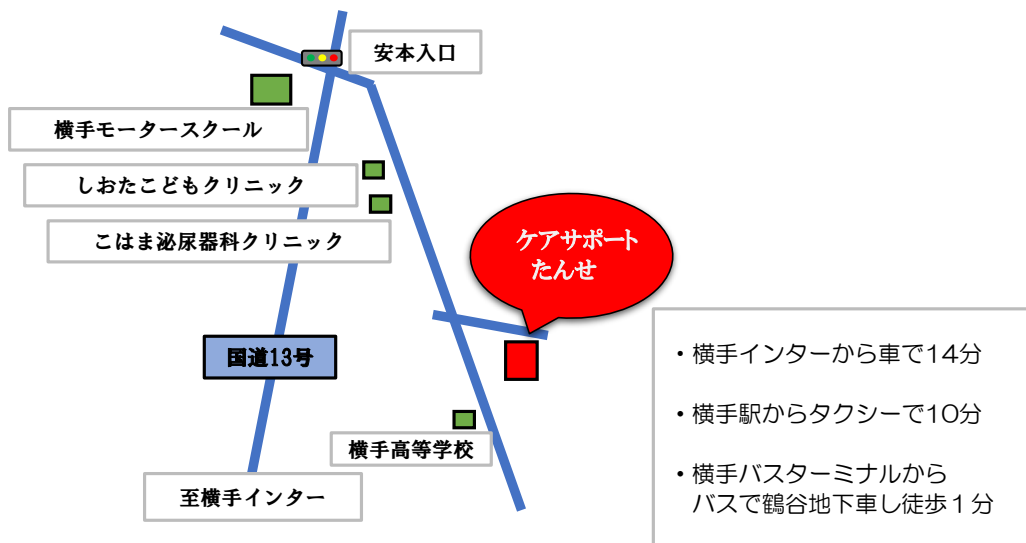 安本入口
横手モータースクール
しおたこどもクリニック
こはま泌尿器科クリニック
ケアサポート
たんせ
国道13号
横手高等学校
至横手インター
・横手インターから車で14分
・横手駅からタクシーで10分
・横手バスターミナルから
バスで鶴谷地下車し徒歩１分